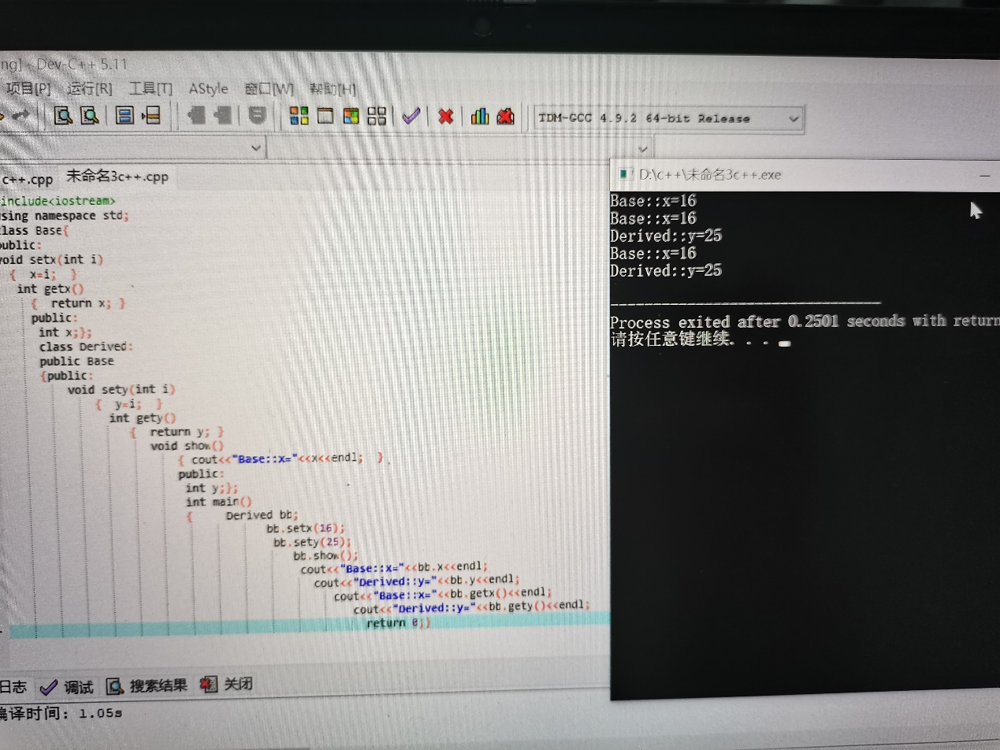 ng] - Dev-C++ 5.11
项目[P] 运行[R] 工具[T] AStyle 窗口[W] 帮助[H]
TDM-GCC 4.9.2 64-bit Release
c++.cpp 未命名3c++.cpp
include<iostream>
sing namespace std;
lass Base{
ublic:
void setx(int i)
{ x=i; }
int getx()
{ return x; }
public:
int x;};
class Derived:
public Base
{public:
void sety(int i)
{ y=i; }
int gety()
{ return y; }
void show()
{ cout<<"Base::x="<<x<<endl; }
public:
int y;};
int main()
{ Derived bb;
bb.setx(16);
bb.sety(25);
bb.show();
cout<<"Base::x="<<bb.x<<endl;
cout<<"Derived::y="<<bb.y<<endl;
cout<<"Base::x="<<bb.getx()<<endl;
cout<<"Derived::y="<<bb.gety()<<endl;
return 0;}
日志 调试 搜索结果 关闭
编译时间: 1.05s
D:\c++\未命名3c++.exe
Base::x=16
Base::x=16
Derived::y=25
Base::x=16
Derived::y=25
--------------------------------
Process exited after 0.2501 seconds with return
请按任意键继续. . .